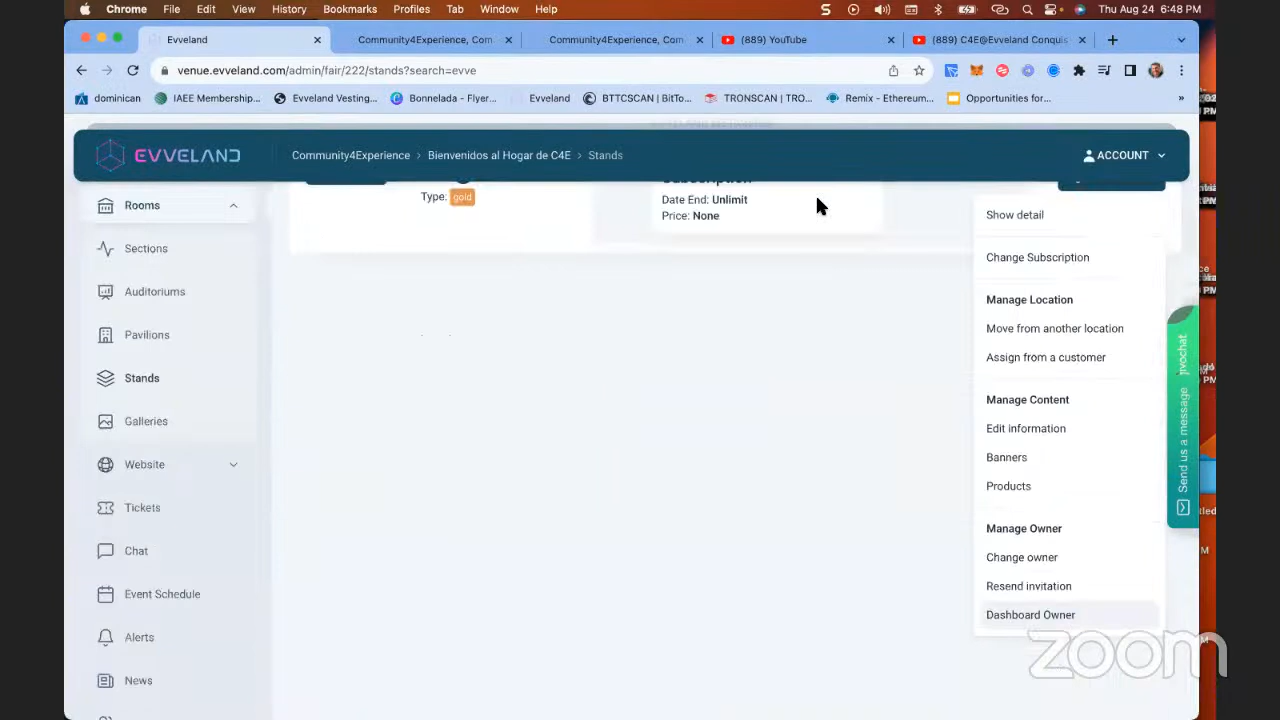 Chrome File Edit View History Bookmarks Profiles Tab Window Help
Thu Aug 24 6:48 PM
Evveland
Community4Experience, Com
Community4Experience, Com
(889) YouTube
(889) C4E@Evveland Conquis
venue.evveland.com/admin/fair/222/stands?search=evve
dominican
IAEE Membership...
Evveland Vesting...
Bonnelada - Flyer...
Evveland
BTTCSCAN | BitTo...
TRONSCAN | TRO...
Remix - Ethereum...
Opportunities for...
»
EVVELAND
Community4Experience > Bienvenidos al Hogar de C4E > Stands
ACCOUNT
Rooms
Sections
Auditoriums
Pavilions
Stands
Galleries
Website
Tickets
Chat
Event Schedule
Alerts
News
Type: gold
Subscription
Date End: Unlimit
Price: None
Show detail
Change Subscription
Manage Location
Move from another location
Assign from a customer
Manage Content
Edit information
Banners
Products
Manage Owner
Change owner
Resend invitation
Dashboard Owner
Send us a message
jivochat
zoom